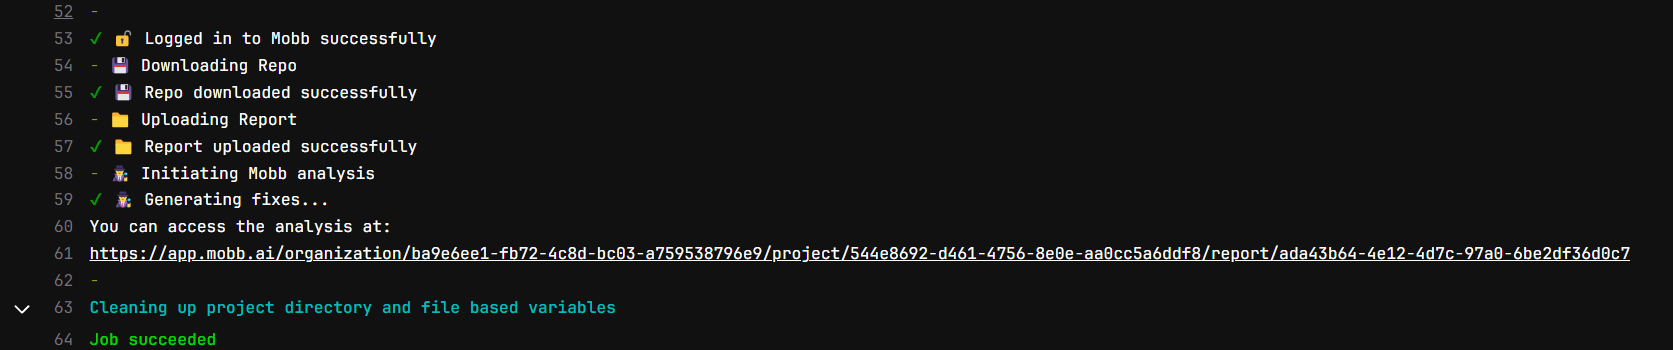 52 -
53 ✓ 🔓 Logged in to Mobb successfully
54 - 💾 Downloading Repo
55 ✓ 💾 Repo downloaded successfully
56 - 📁 Uploading Report
57 ✓ 📁 Report uploaded successfully
58 - 🕵️‍♂️ Initiating Mobb analysis
59 ✓ 🕵️‍♂️ Generating fixes...
60 You can access the analysis at:
61 https://app.mobb.ai/organization/ba9e6ee1-fb72-4c8d-bc03-a759538796e9/project/544e8692-d461-4756-8e0e-aa0cc5a6ddf8/report/ada43b64-4e12-4d7c-97a0-6be2df36d0c7
62 -
63 Cleaning up project directory and file based variables
64 Job succeeded